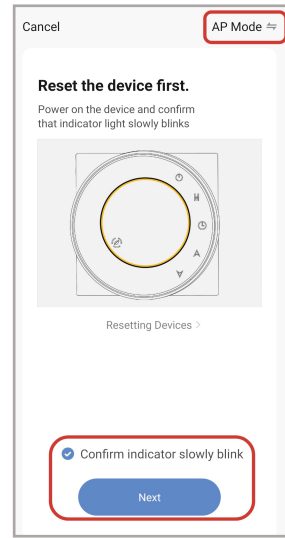 Cancel
AP Mode
Reset the device first.
Power on the device and confirm
that indicator light slowly blinks
Resetting Devices >
Confirm indicator slowly blink
Next